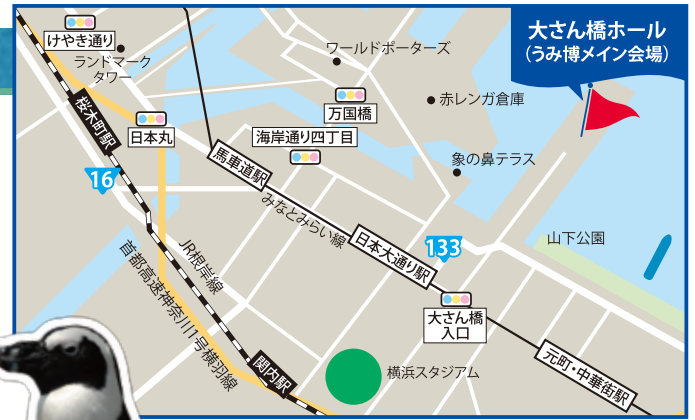 大さん橋ホール
(うみ博メイン会場)
けやき通り
ランドマーク
タワー
ワールドポーターズ
桜木町駅
日本丸
万国橋
赤レンガ倉庫
海岸通り四丁目
馬車道駅
象の鼻テラス
16
みなとみらい線
日本大通り駅
133
山下公園
JR根岸線
首都高速神奈川1号横羽線
大さん橋
入口
元町・中華街駅
関内駅
横浜スタジアム